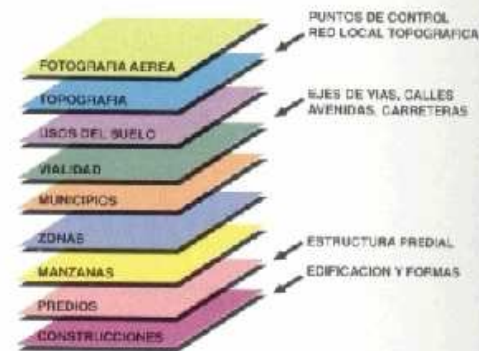 FOTOGRAFIA AEREA
TOPOGRAFIA
USOS DEL SUELO
VIALIDAD
MUNICIPIOS
ZONAS
MANZANAS
PREDIOS
CONSTRUCCIONES
PUNTOS DE CONTROL
RED LOCAL TOPOGRAFICA
EJES DE VIAS, CALLES
AVENIDAS, CARRETERAS
ESTRUCTURA PREDIAL
EDIFICACION Y FORMAS